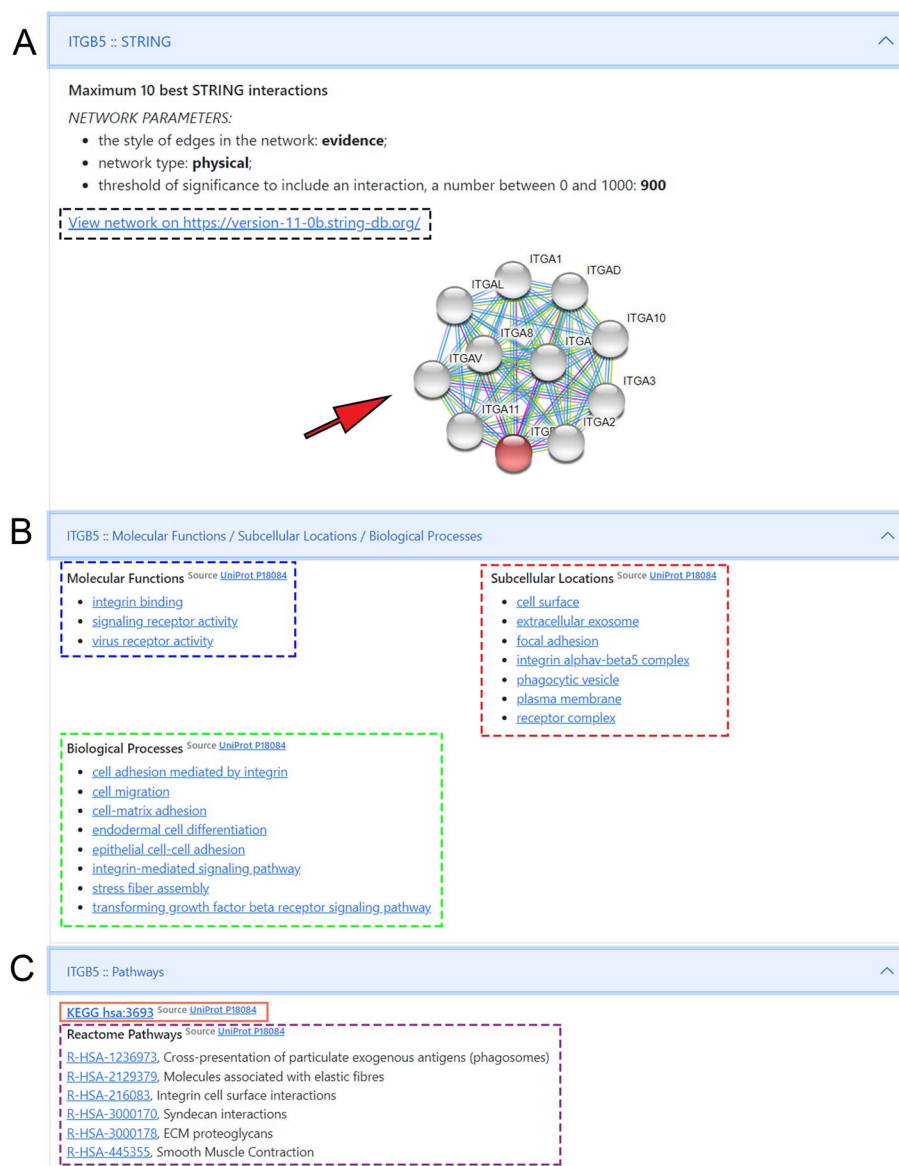 A
ITGB5 :: STRING
Maximum 10 best STRING interactions
NETWORK PARAMETERS:
• the style of edges in the network: evidence;
• network type: physical;
• threshold of significance to include an interaction, a number between 0 and 1000: 900
View network on https://version-11-0b.string-db.org/
ITGA1
ITGAD
ITGAL
ITGA10
ITGA8
ITGA
ITGAV
ITGA3
ITGA11
ITGA2
B
ITGB5 :: Molecular Functions / Subcellular Locations / Biological Processes
Molecular Functions Source UniProt P18084
• integrin binding
• signaling receptor activity
• virus receptor activity
Subcellular Locations Source UniProt P18084
• cell surface
• extracellular exosome
• focal adhesion
• integrin alphav-beta5 complex
• phagocytic vesicle
• plasma membrane
• receptor complex
Biological Processes Source UniProt P18084
• cell adhesion mediated by integrin
• cell migration
• cell-matrix adhesion
• endodermal cell differentiation
• epithelial cell-cell adhesion
• integrin-mediated signaling pathway
• stress fiber assembly
• transforming growth factor beta receptor signaling pathway
C
ITGB5 :: Pathways
KEGG hsa:3693 Source UniProt P18084
Reactome Pathways Source UniProt P18084
R-HSA-1236973, Cross-presentation of particulate exogenous antigens (phagosomes)
R-HSA-2129379, Molecules associated with elastic fibres
R-HSA-216083, Integrin cell surface interactions
R-HSA-3000170, Syndecan interactions
R-HSA-3000178, ECM proteoglycans
R-HSA-445355, Smooth Muscle Contraction